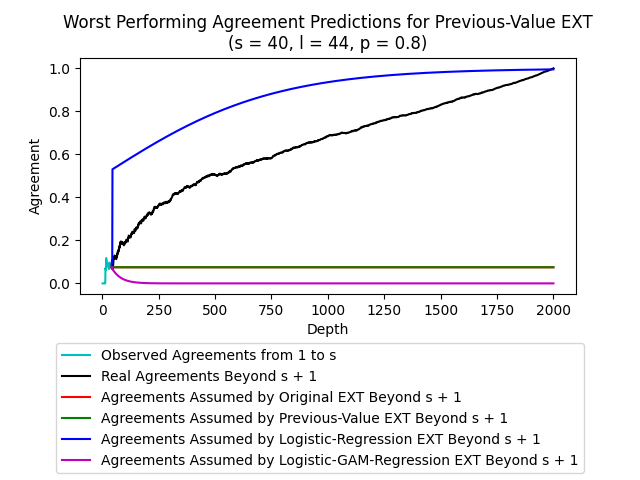 Worst Performing Agreement Predictions for Previous-Value EXT
(s = 40, l = 44, p = 0.8)
1.0
0.8
0.6
0.4
0.2
0.0
Agreement
0
250
500
750
1000
1250
1500
1750
2000
Depth
Observed Agreements from 1 to s
Real Agreements Beyond s + 1
Agreements Assumed by Original EXT Beyond s + 1
Agreements Assumed by Previous-Value EXT Beyond s + 1
Agreements Assumed by Logistic-Regression EXT Beyond s + 1
Agreements Assumed by Logistic-GAM-Regression EXT Beyond s + 1